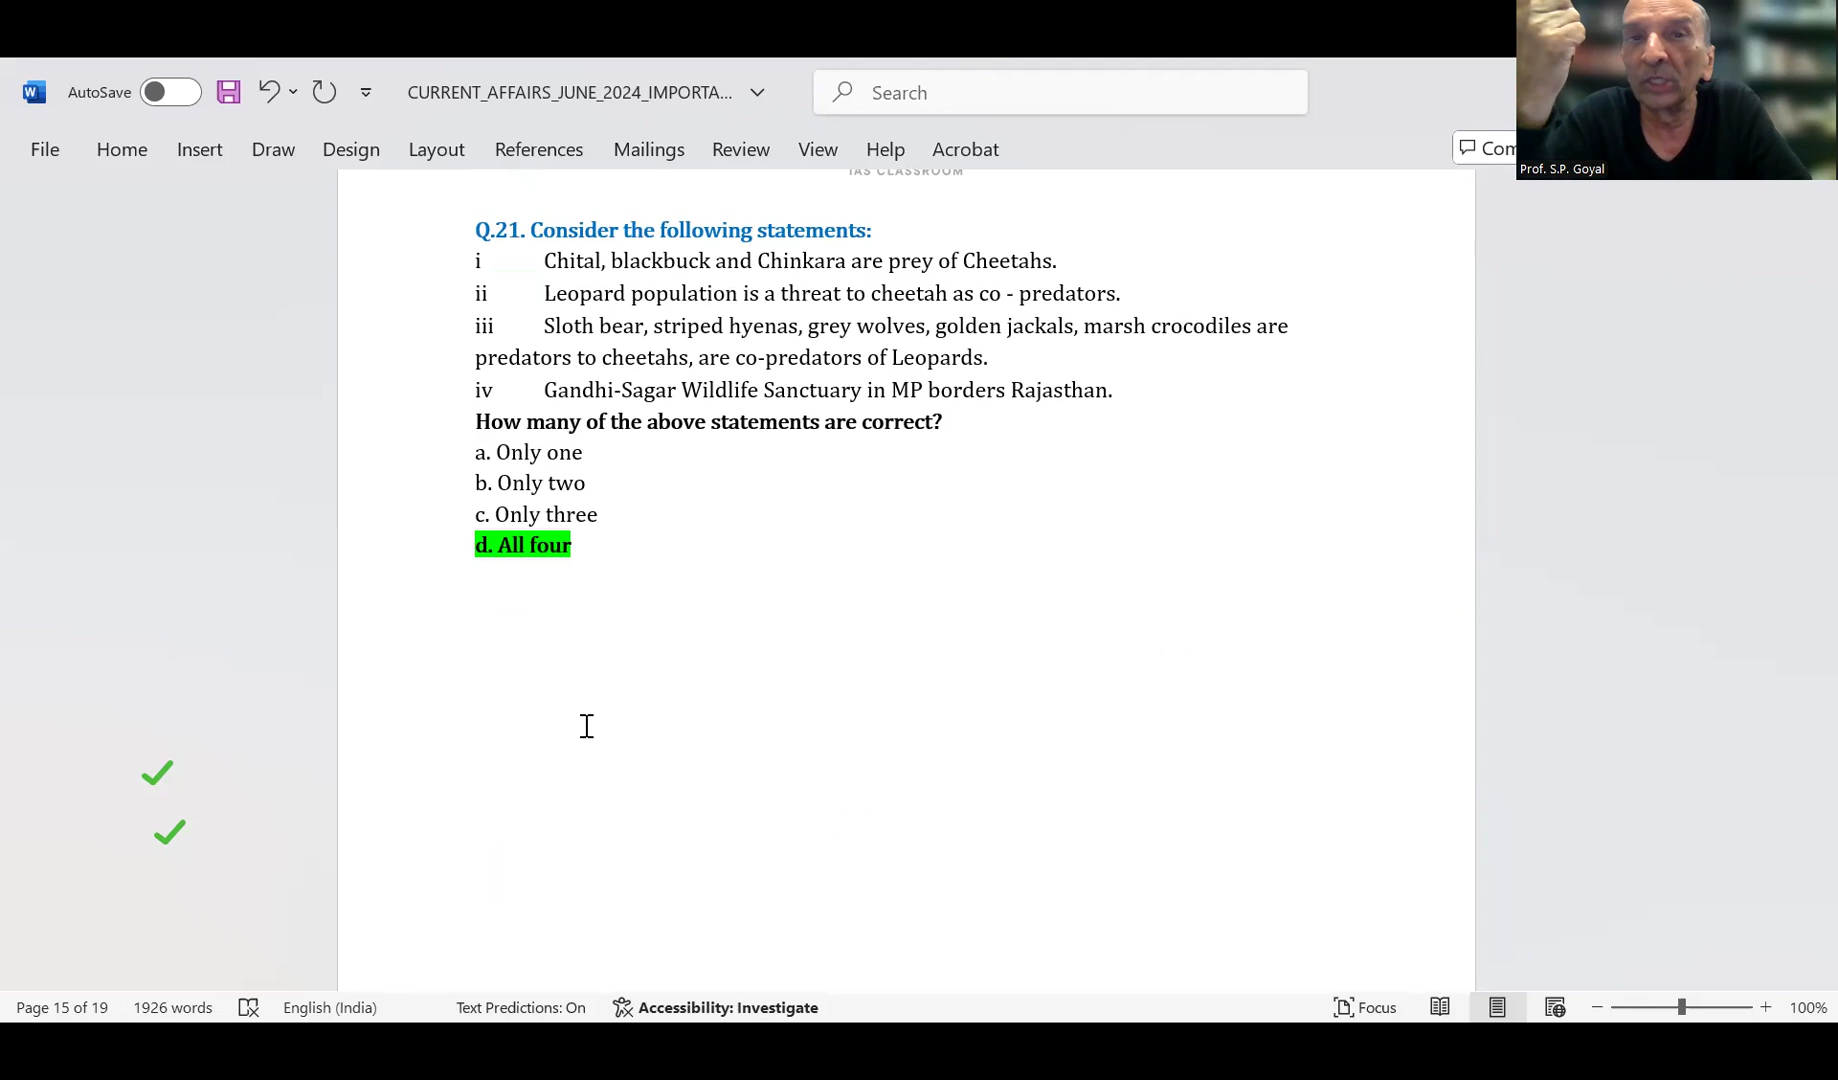 AutoSave
CURRENT_AFFAIRS_JUNE_2024_IMPORTA...
Search
File Home Insert Draw Design Layout References Mailings Review View Help Acrobat
Com
Prof. S.P. Goyal
IAS CLASSROOM
Q.21. Consider the following statements:
i Chital, blackbuck and Chinkara are prey of Cheetahs.
ii Leopard population is a threat to cheetah as co - predators.
iii Sloth bear, striped hyenas, grey wolves, golden jackals, marsh crocodiles are
predators to cheetahs, are co-predators of Leopards.
iv Gandhi-Sagar Wildlife Sanctuary in MP borders Rajasthan.
How many of the above statements are correct?
a. Only one
b. Only two
c. Only three
d. All four
Page 15 of 19 1926 words English (India) Text Predictions: On Accessibility: Investigate Focus 100%